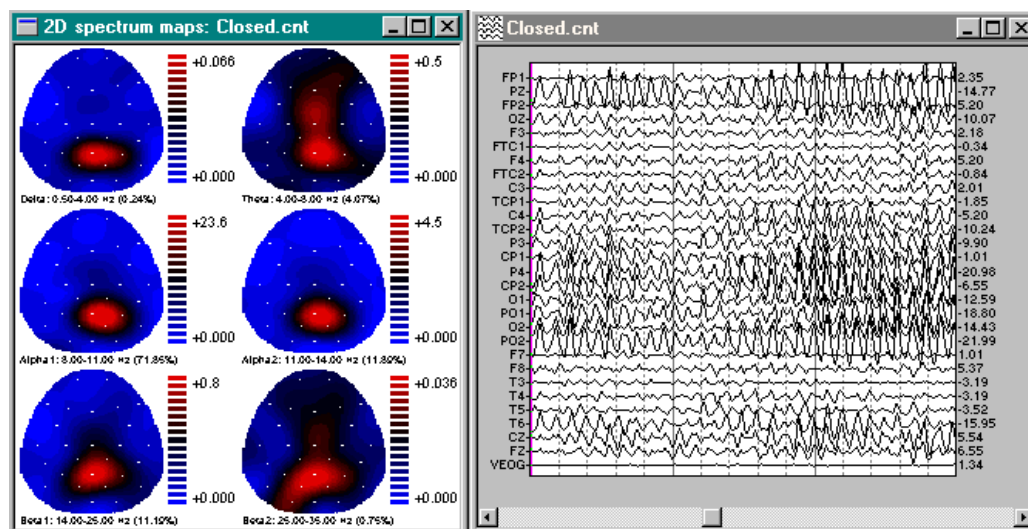 2D spectrum maps: Closed.cnt
+0.066
+0.000
Delta: 0.50-4.00 Hz (0.24%)
+0.5
+0.000
Theta: 4.00-8.00 Hz (4.07%)
+23.6
+0.000
Alpha1: 8.00-11.00 Hz (71.85%)
+4.5
+0.000
Alpha2: 11.00-14.00 Hz (11.89%)
+0.8
+0.000
Beta1: 14.00-25.00 Hz (11.19%)
+0.036
+0.000
Beta2: 25.00-35.00 Hz (0.75%)
Closed.cnt
FP1 2.35
PZ -14.77
FP2 5.20
OZ -10.07
F3 2.18
FTC1 -0.34
F4 5.20
FTC2 -0.84
C3 2.01
TCP1 -1.85
C4 -5.20
TCP2 -10.24
P3 -9.90
CP1 -1.01
P4 -20.98
CP2 -6.55
O1 -12.59
PO1 -18.80
O2 -14.43
PO2 -21.99
F7 1.01
F8 5.37
T3 -3.19
T4 -3.19
T5 -3.52
T6 -15.95
CZ 5.54
FZ 6.55
VEOG 1.34